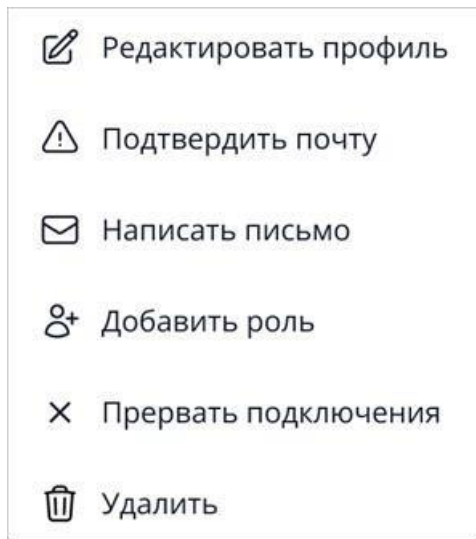 Редактировать профиль
Подтвердить почту
Написать письмо
Добавить роль
Прервать подключения
Удалить